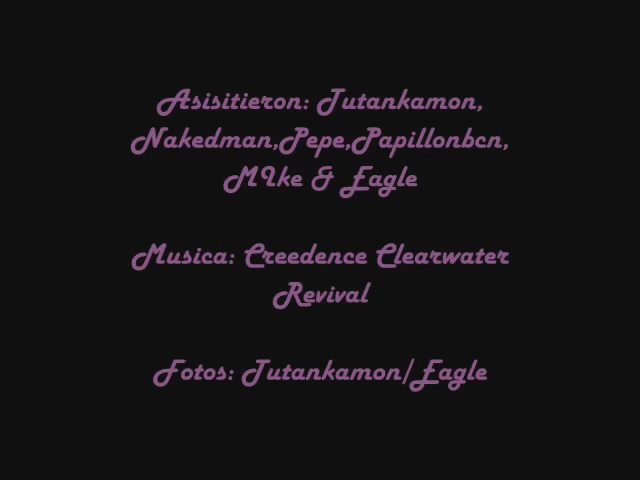 Asisitieron: Tutankamon,
Nakedman,Pepe,Papillonbcn,
MIke & Eagle
Musica: Creedence Clearwater
Revival
Fotos: Tutankamon/Eagle